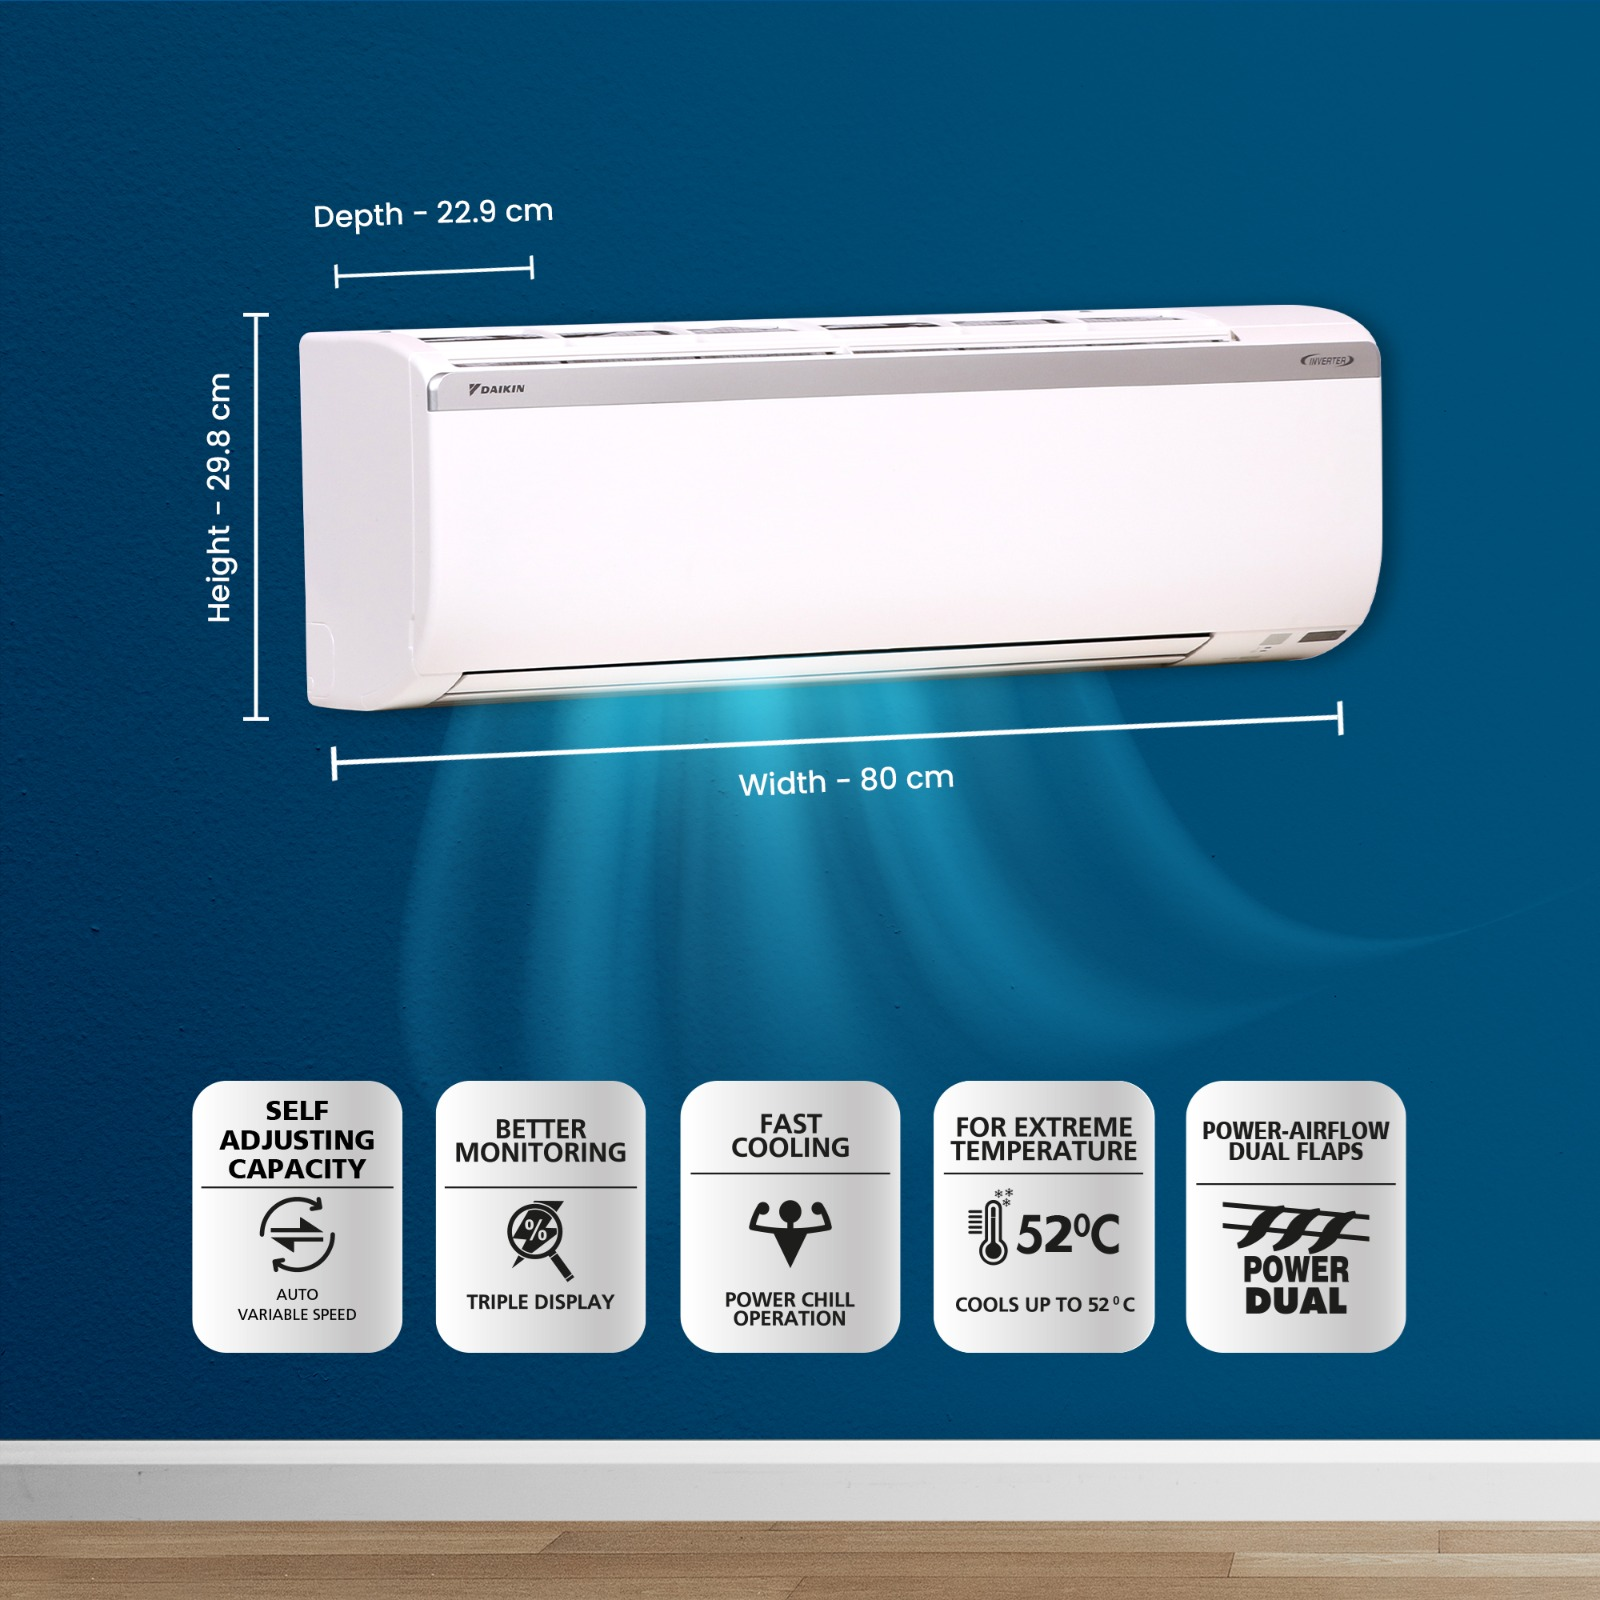 Depth - 22.9 cm
Height - 29.8 cm
DAIKIN
INVERTER
Width - 80 cm
SELF
ADJUSTING
CAPACITY
AUTO
VARIABLE SPEED
BETTER
MONITORING
%
TRIPLE DISPLAY
FAST
COOLING
POWER CHILL
OPERATION
FOR EXTREME
TEMPERATURE
52⁰C
COOLS UP TO 52⁰C
POWER-AIRFLOW
DUAL FLAPS
POWER
DUAL